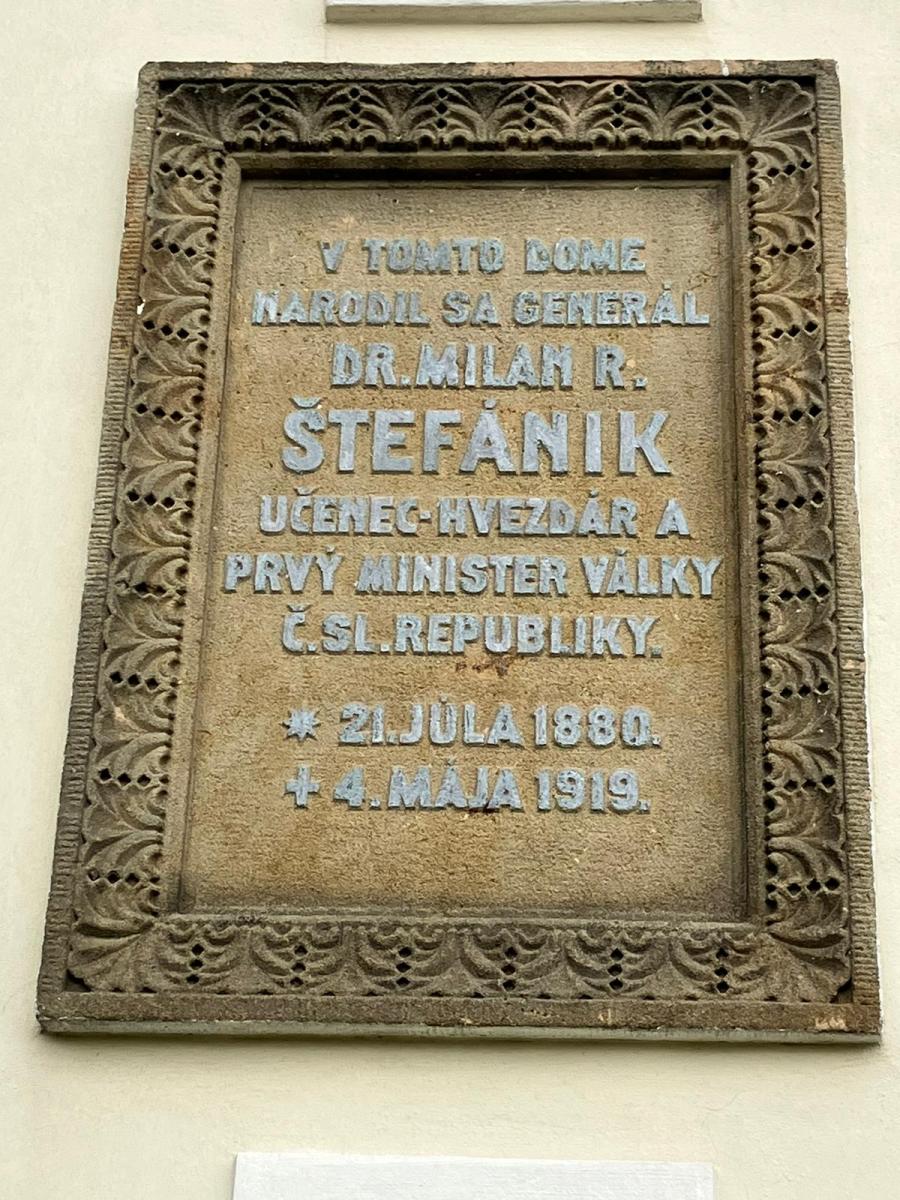 V TOMTO DOME
NARODIL SA GENERÁL
DR. MILAN R.
ŠTEFÁNIK
UČENEC-HVEZDÁR A
PRVÝ MINISTER VÁLKY
Č.SL. REPUBLIKY.
* 21. JÚLA 1880.
+ 4. MÁJA 1919.